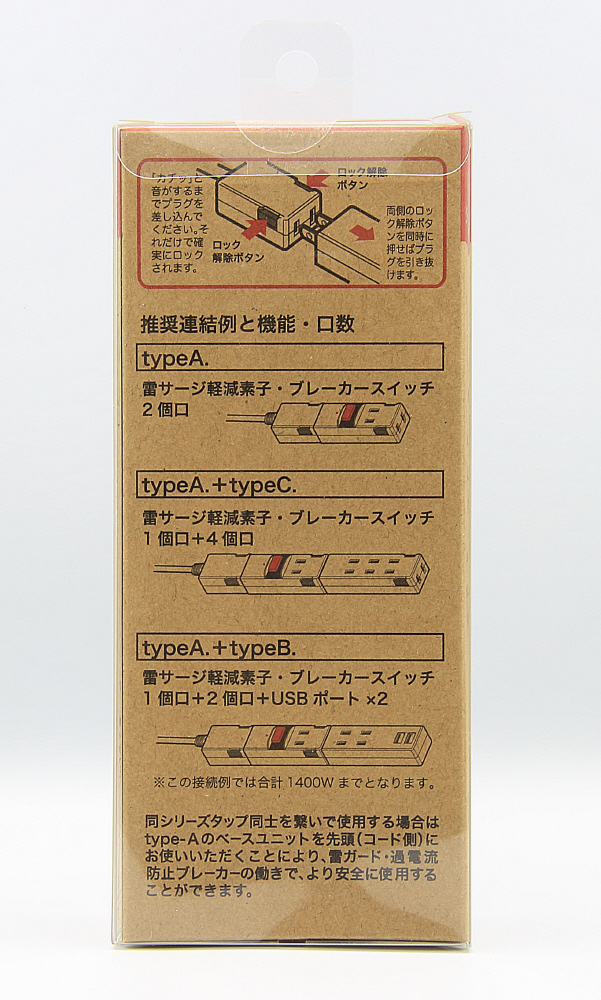 「カチッ」と
音がするま
でプラグを
差し込んで
ください。そ
れだけで確
実にロック
されます。
ロック解除
ボタン
ロック
解除ボタン
両側のロッ
ク解除ボタ
ンを同時に
押せばプラ
グを引き抜
けます。
推奨連結例と機能・口数
typeA.
雷サージ軽減素子・ブレーカースイッチ
2個口
typeA.＋typeC.
雷サージ軽減素子・ブレーカースイッチ
1個口＋4個口
typeA.＋typeB.
雷サージ軽減素子・ブレーカースイッチ
1個口＋2個口＋USBポート ×2
※この接続例では合計1400Wまでとなります。
同シリーズタップ同士を繋いで使用する場合は
type-Aのベースユニットを先頭（コード側）に
お使いいただくことにより、雷ガード・過電流
防止ブレーカーの働きで、より安全に使用する
ことができます。